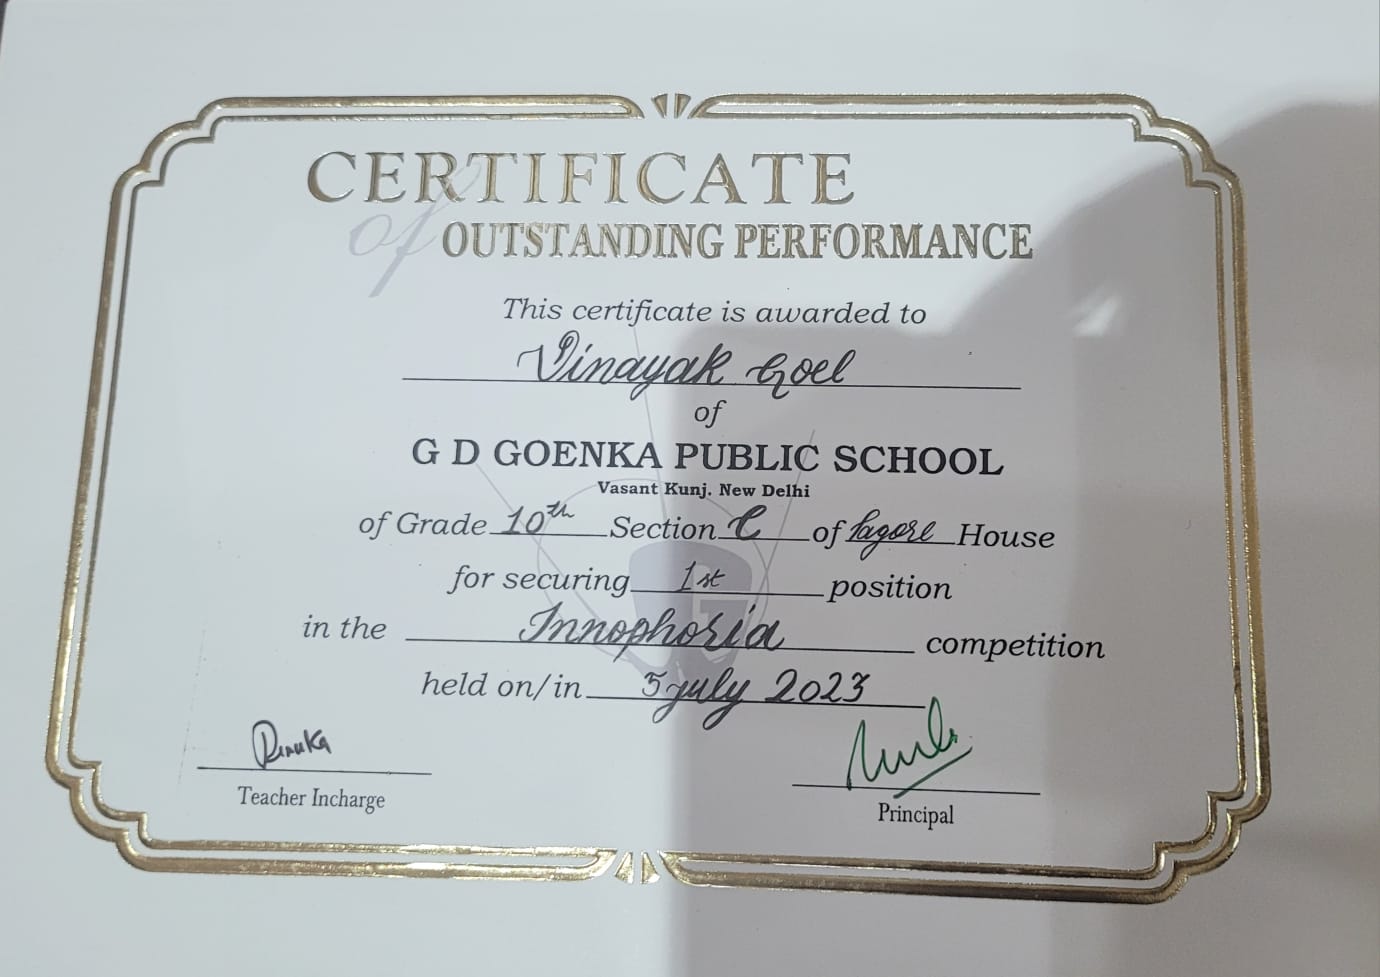 CERTIFICATE
of OUTSTANDING PERFORMANCE
This certificate is awarded to
Vinayak Goel
of
G D GOENKA PUBLIC SCHOOL
Vasant Kunj, New Delhi
of Grade 10th Section C of Tagore House
for securing 1st position
in the Innophoria competition
held on/in 5 july 2023
Renuka
Teacher Incharge
Principal